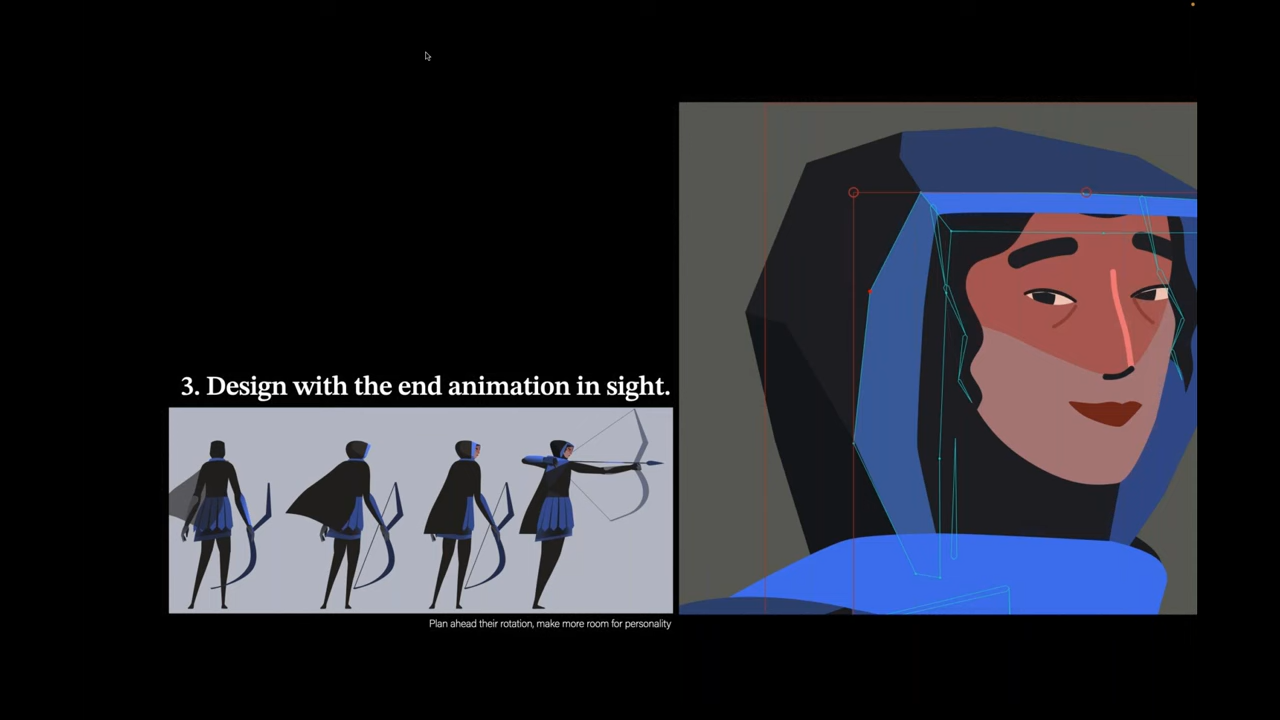 3. Design with the end animation in sight.
Plan ahead their rotation, make more room for personality